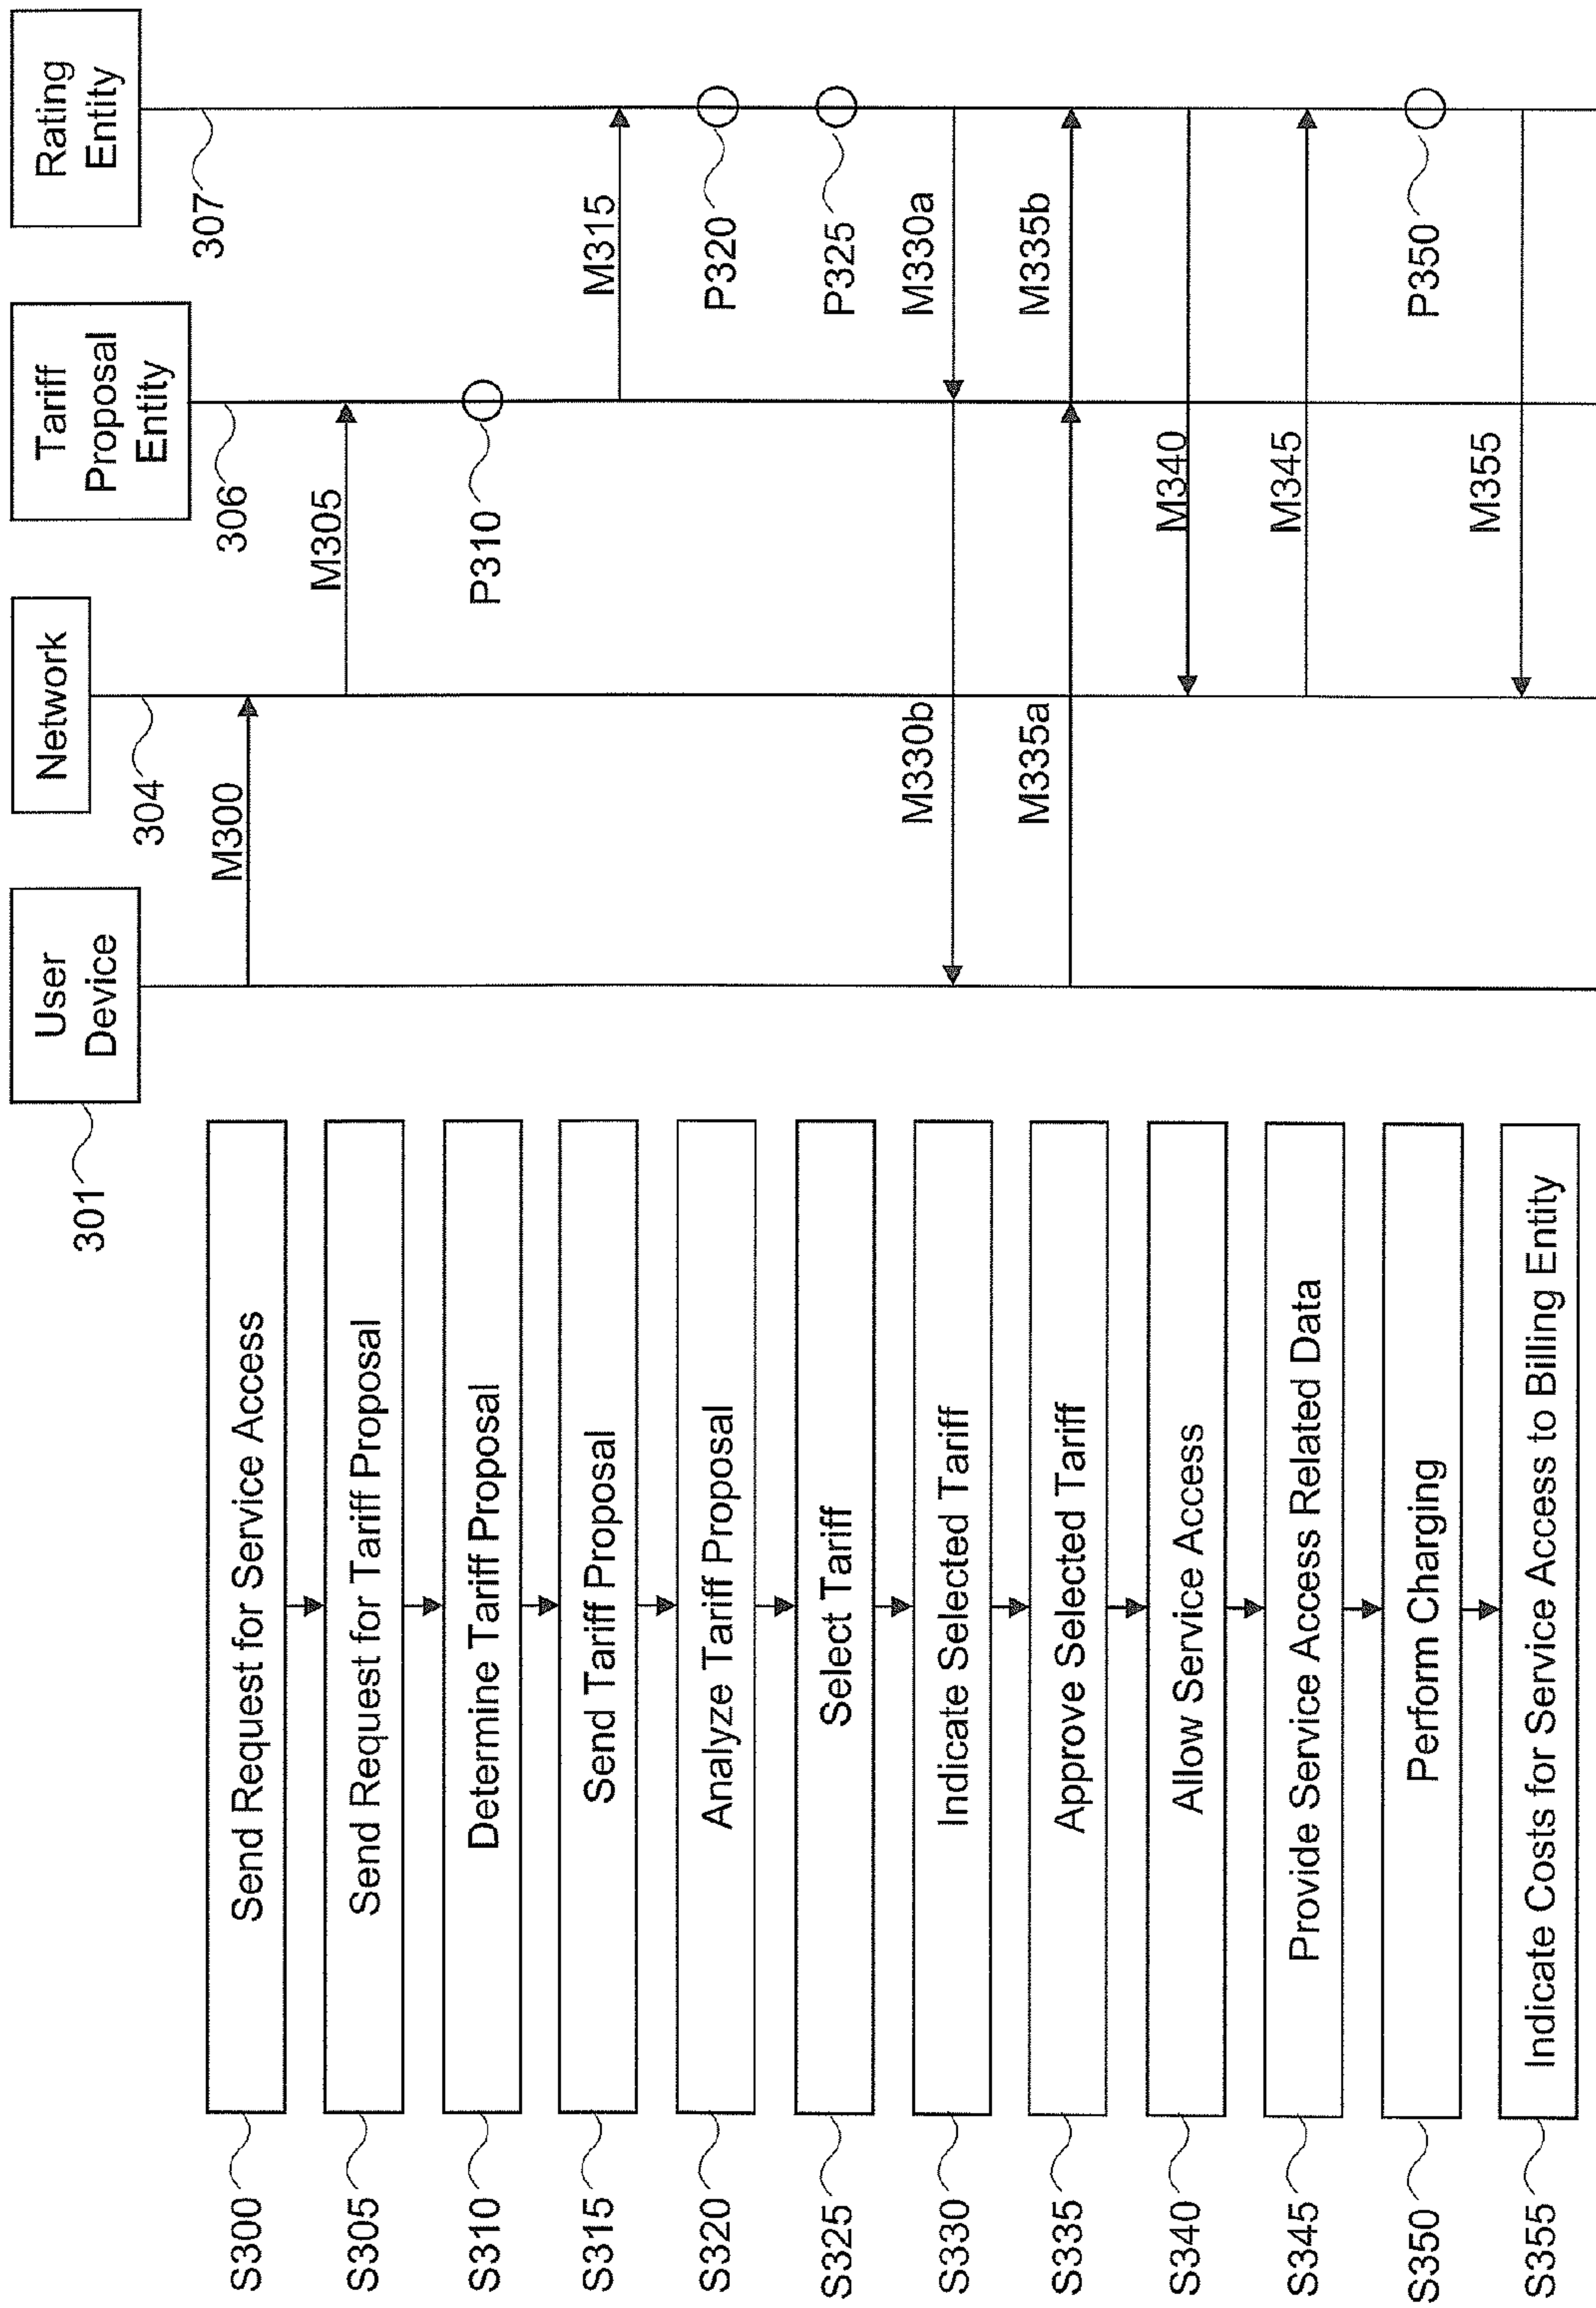 S300
Send Request for Service Access
S305
Send Request for Tariff Proposal
S310
Determine Tariff Proposal
S315
Send Tariff Proposal
S320
Analyze Tariff Proposal
S325
Select Tariff
S330
Indicate Selected Tariff
S335
Approve Selected Tariff
S340
Allow Service Access
S345
Provide Service Access Related Data
S350
Perform Charging
S355
Indicate Costs for Service Access to Billing Entity
301
User
Device
304
Network
306
Tariff
Proposal
Entity
307
Rating
Entity
M300
M305
P310
M315
P320
P325
M330b
M330a
M335a
M335b
M340
M345
P350
M355